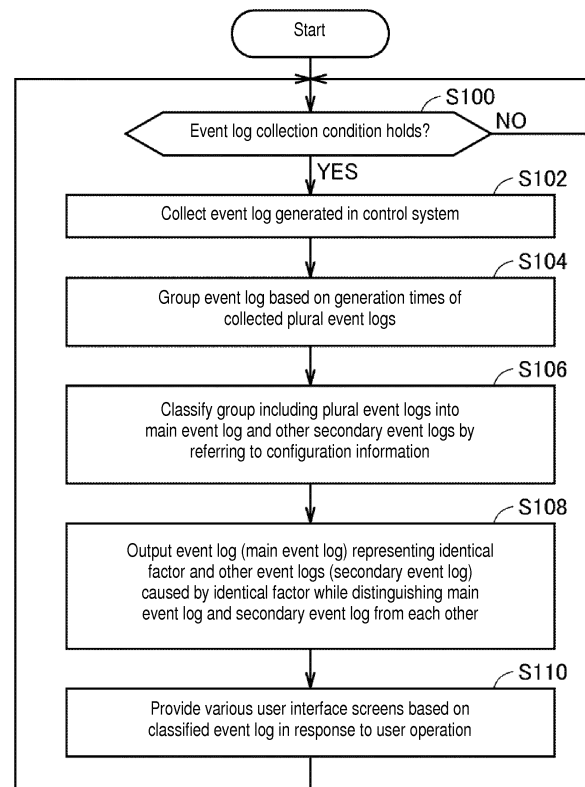 Start
S100
Event log collection condition holds?
NO
YES
S102
Collect event log generated in control system
S104
Group event log based on generation times of
collected plural event logs
S106
Classify group including plural event logs into
main event log and other secondary event logs by
referring to configuration information
S108
Output event log (main event log) representing identical
factor and other event logs (secondary event log)
caused by identical factor while distinguishing main
event log and secondary event log from each other
S110
Provide various user interface screens based on
classified event log in response to user operation